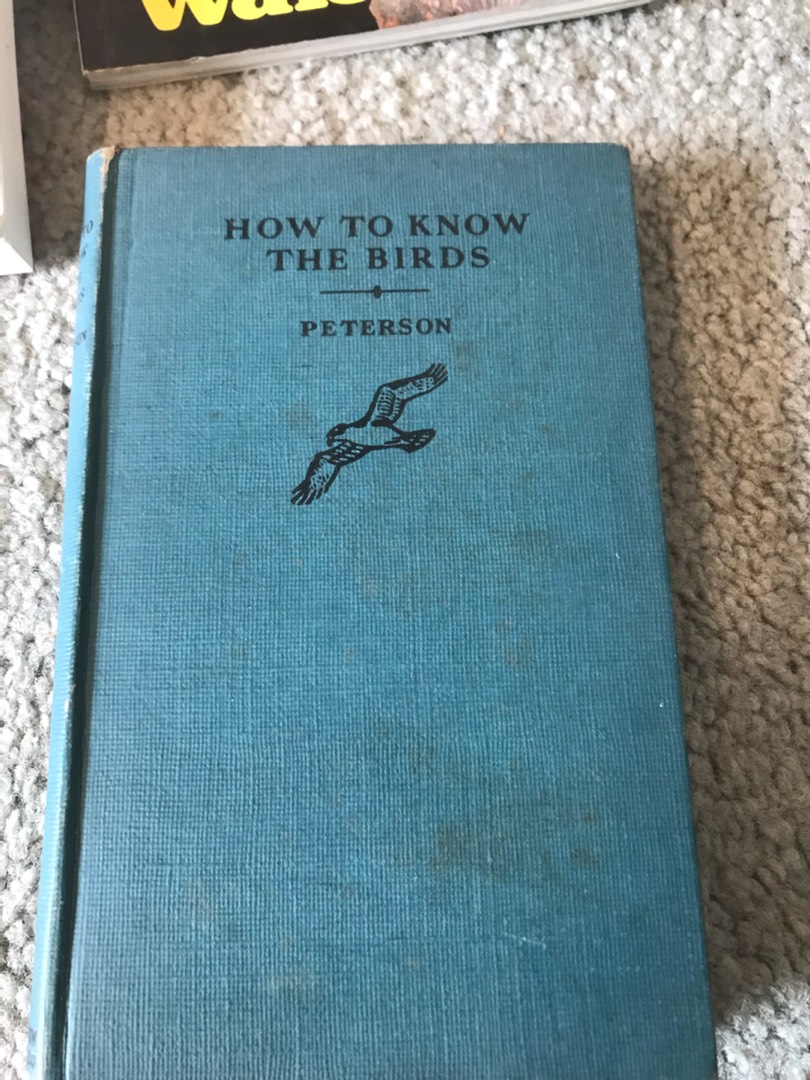 HOW TO KNOW
THE BIRDS
PETERSON